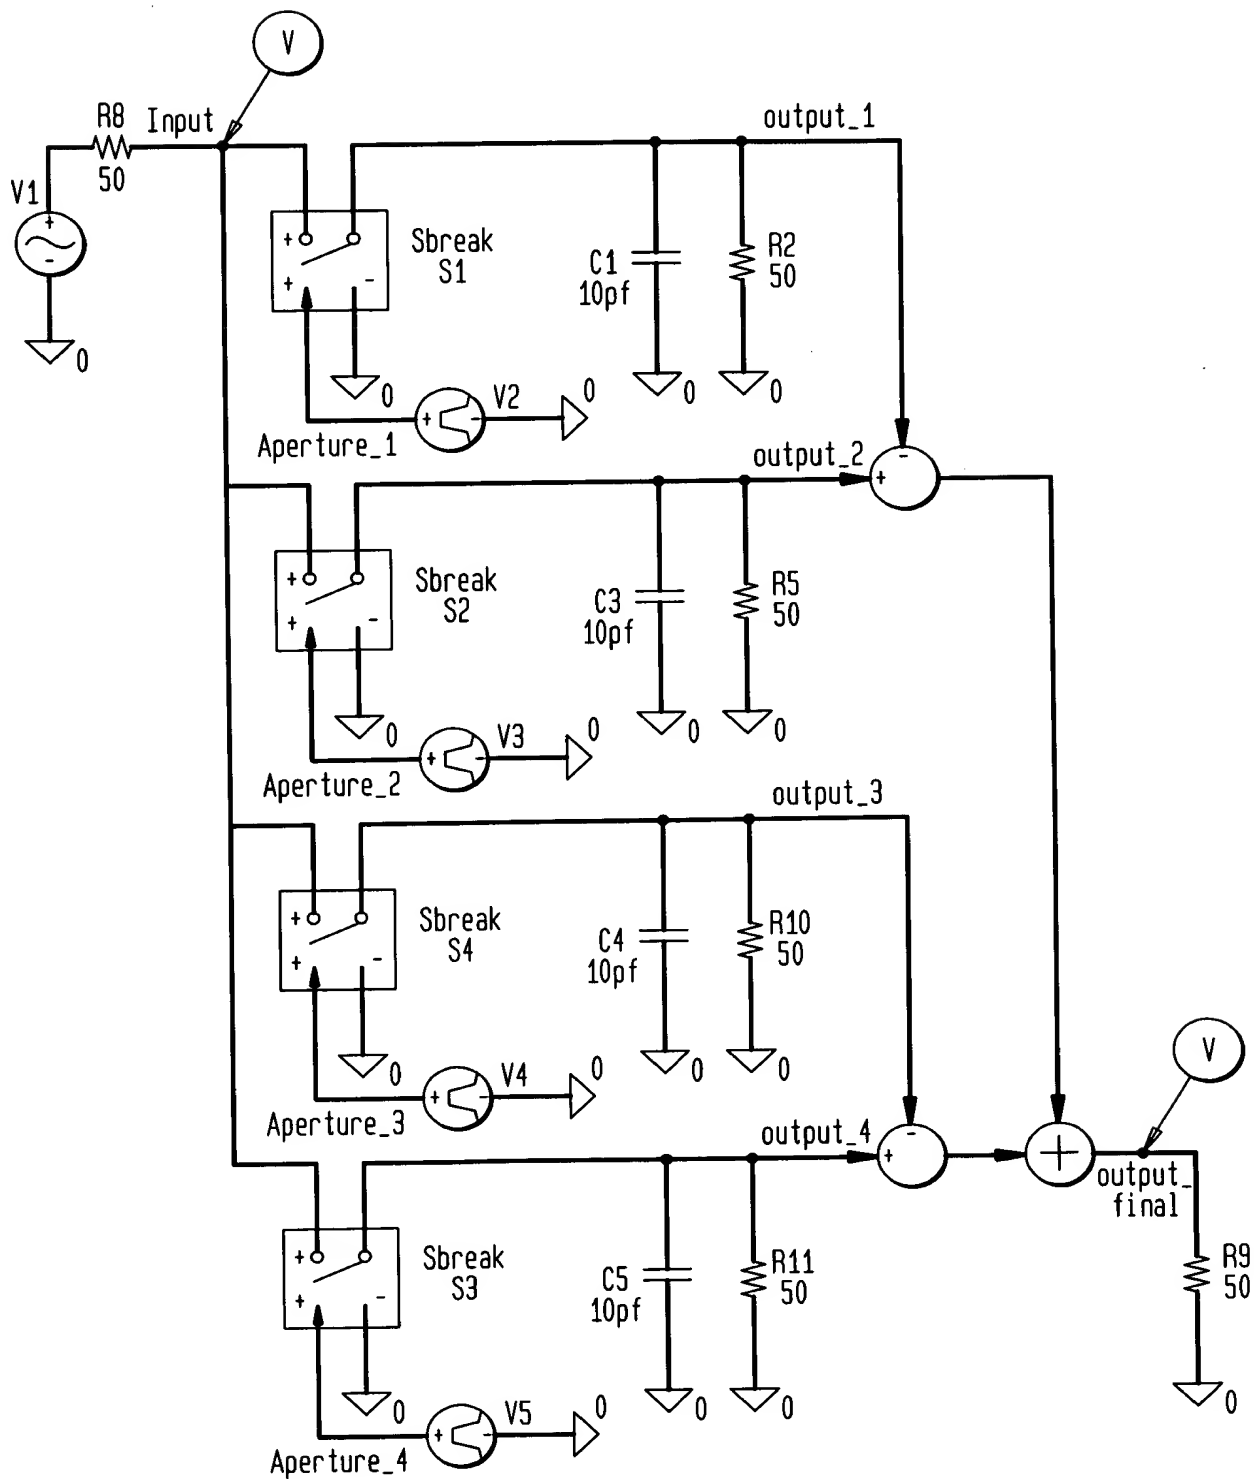 V
R8
Input
50
V1
+
-
0
output_1
+
+
-
Sbreak
S1
C1
10pf
R2
50
0
0
0
+
-
V2
0
Aperture_1
output_2
-
+
+
+
-
Sbreak
S2
C3
10pf
R5
50
0
0
0
+
-
V3
0
Aperture_2
output_3
+
+
-
Sbreak
S4
C4
10pf
R10
50
0
0
0
+
-
V4
0
Aperture_3
V
output_4
-
+
+
output_
final
+
+
-
Sbreak
S3
C5
10pf
R11
50
R9
50
0
0
0
0
+
-
V5
0
Aperture_4